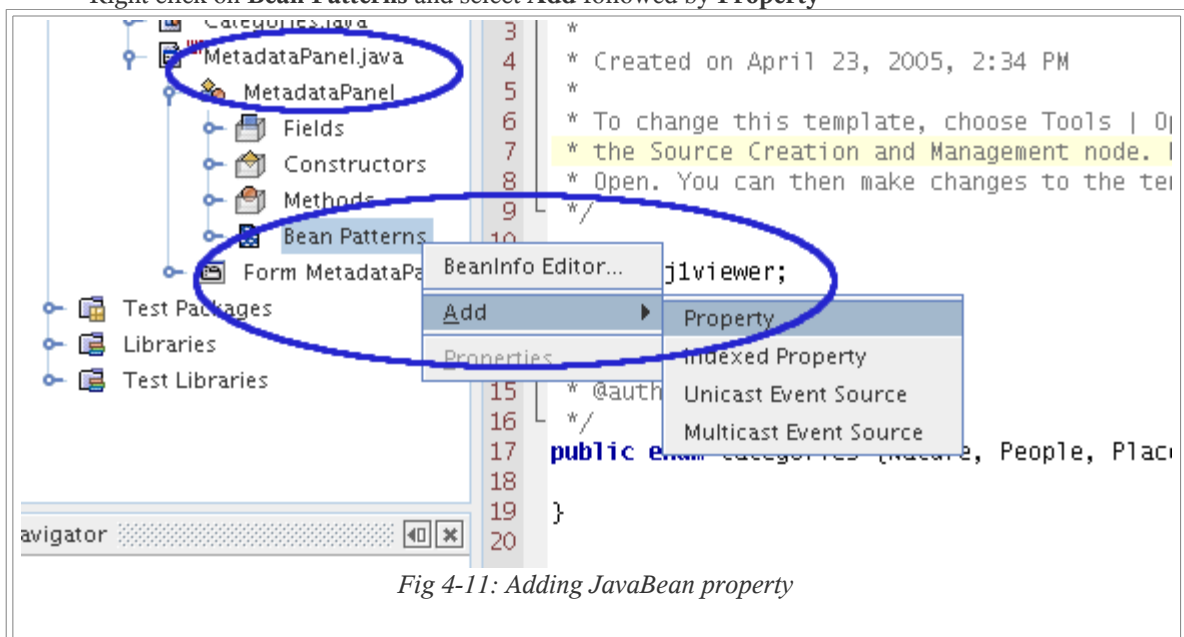 Right click on Bean Patterns and select Add followed by Property
Categories.java
MetadataPanel.java
MetadataPanel
Fields
Constructors
Methods
Bean Patterns
Form MetadataPa
Test Packages
Libraries
Test Libraries
avigator
BeanInfo Editor...
Add
Properties
Property
Indexed Property
Unicast Event Source
Multicast Event Source
3 *
4 * Created on April 23, 2005, 2:34 PM
5 *
6 * To change this template, choose Tools |
7 * the Source Creation and Management node.
8 * Open. You can then make changes to the
9 */
10
j1viewer;
15 * @auth
16 */
17 public enum Categories {Nature, People,
18
19 }
20
Fig 4-11: Adding JavaBean property